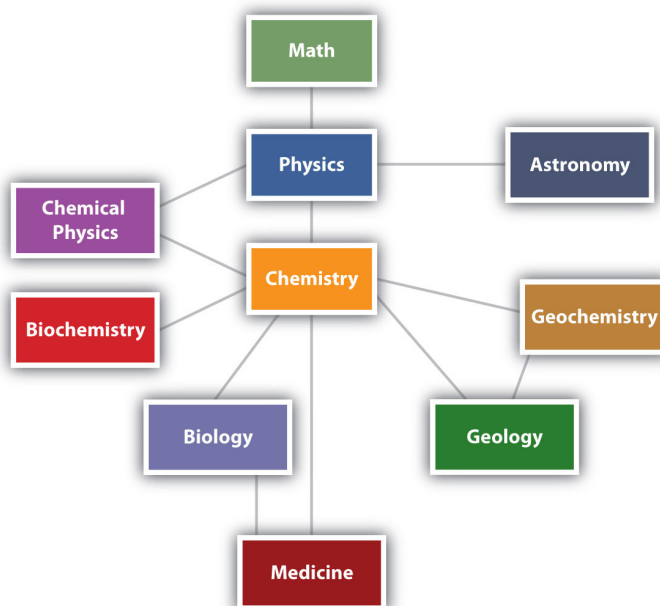 Math
Physics
Astronomy
Chemical
Physics
Chemistry
Biochemistry
Geochemistry
Biology
Geology
Medicine